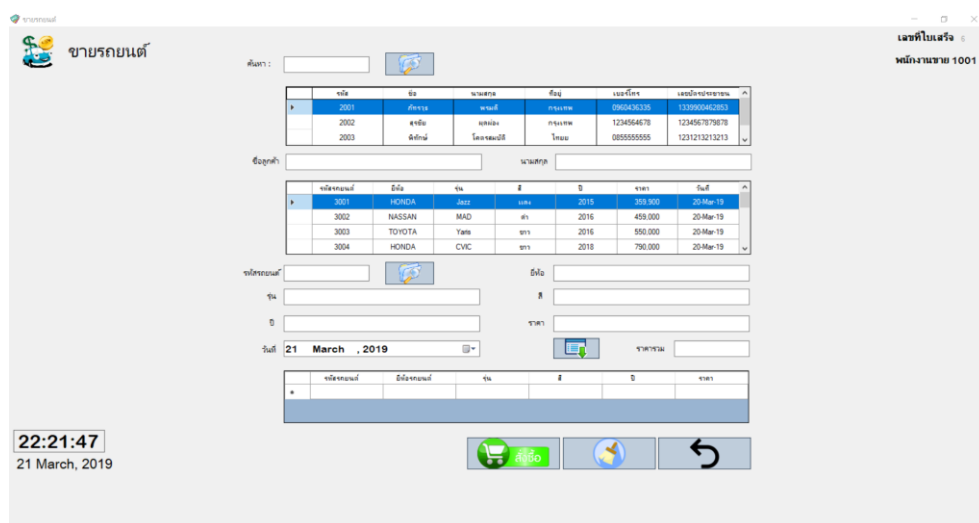 ขายรถยนต์
เลขที่ใบเสร็จ 6
ขายรถยนต์
พนักงานขาย 1001
ค้นหา :
รหัส ชื่อ นามสกุล ที่อยู่ เบอร์โทร เลขบัตรประชาชน
2001 กรุงเทพ 0960436335 1339900462853
2002 สุรชัย กรุงเทพ 1234564678 1234567879878
2003 พิทักษ์ โคตรสมบัติ ไทยย 0855555555 1231213213213
ชื่อลูกค้า นามสกุล
รหัสรถยนต์ ยี่ห้อ รุ่น สี ปี ราคา วันที่
3001 HONDA Jazz แดง 2015 359,900 20-Mar-19
3002 NASSAN MAD ดำ 2016 459,000 20-Mar-19
3003 TOYOTA Yaris ขาว 2016 550,000 20-Mar-19
3004 HONDA CVIC ขาว 2018 790,000 20-Mar-19
รหัสรถยนต์ ยี่ห้อ
รุ่น สี
ปี ราคา
วันที่ 21 March , 2019 ราคารวม
รหัสรถยนต์ ยี่ห้อรถยนต์ รุ่น สี ปี ราคา
22:21:47
สั่งซื้อ
21 March, 2019